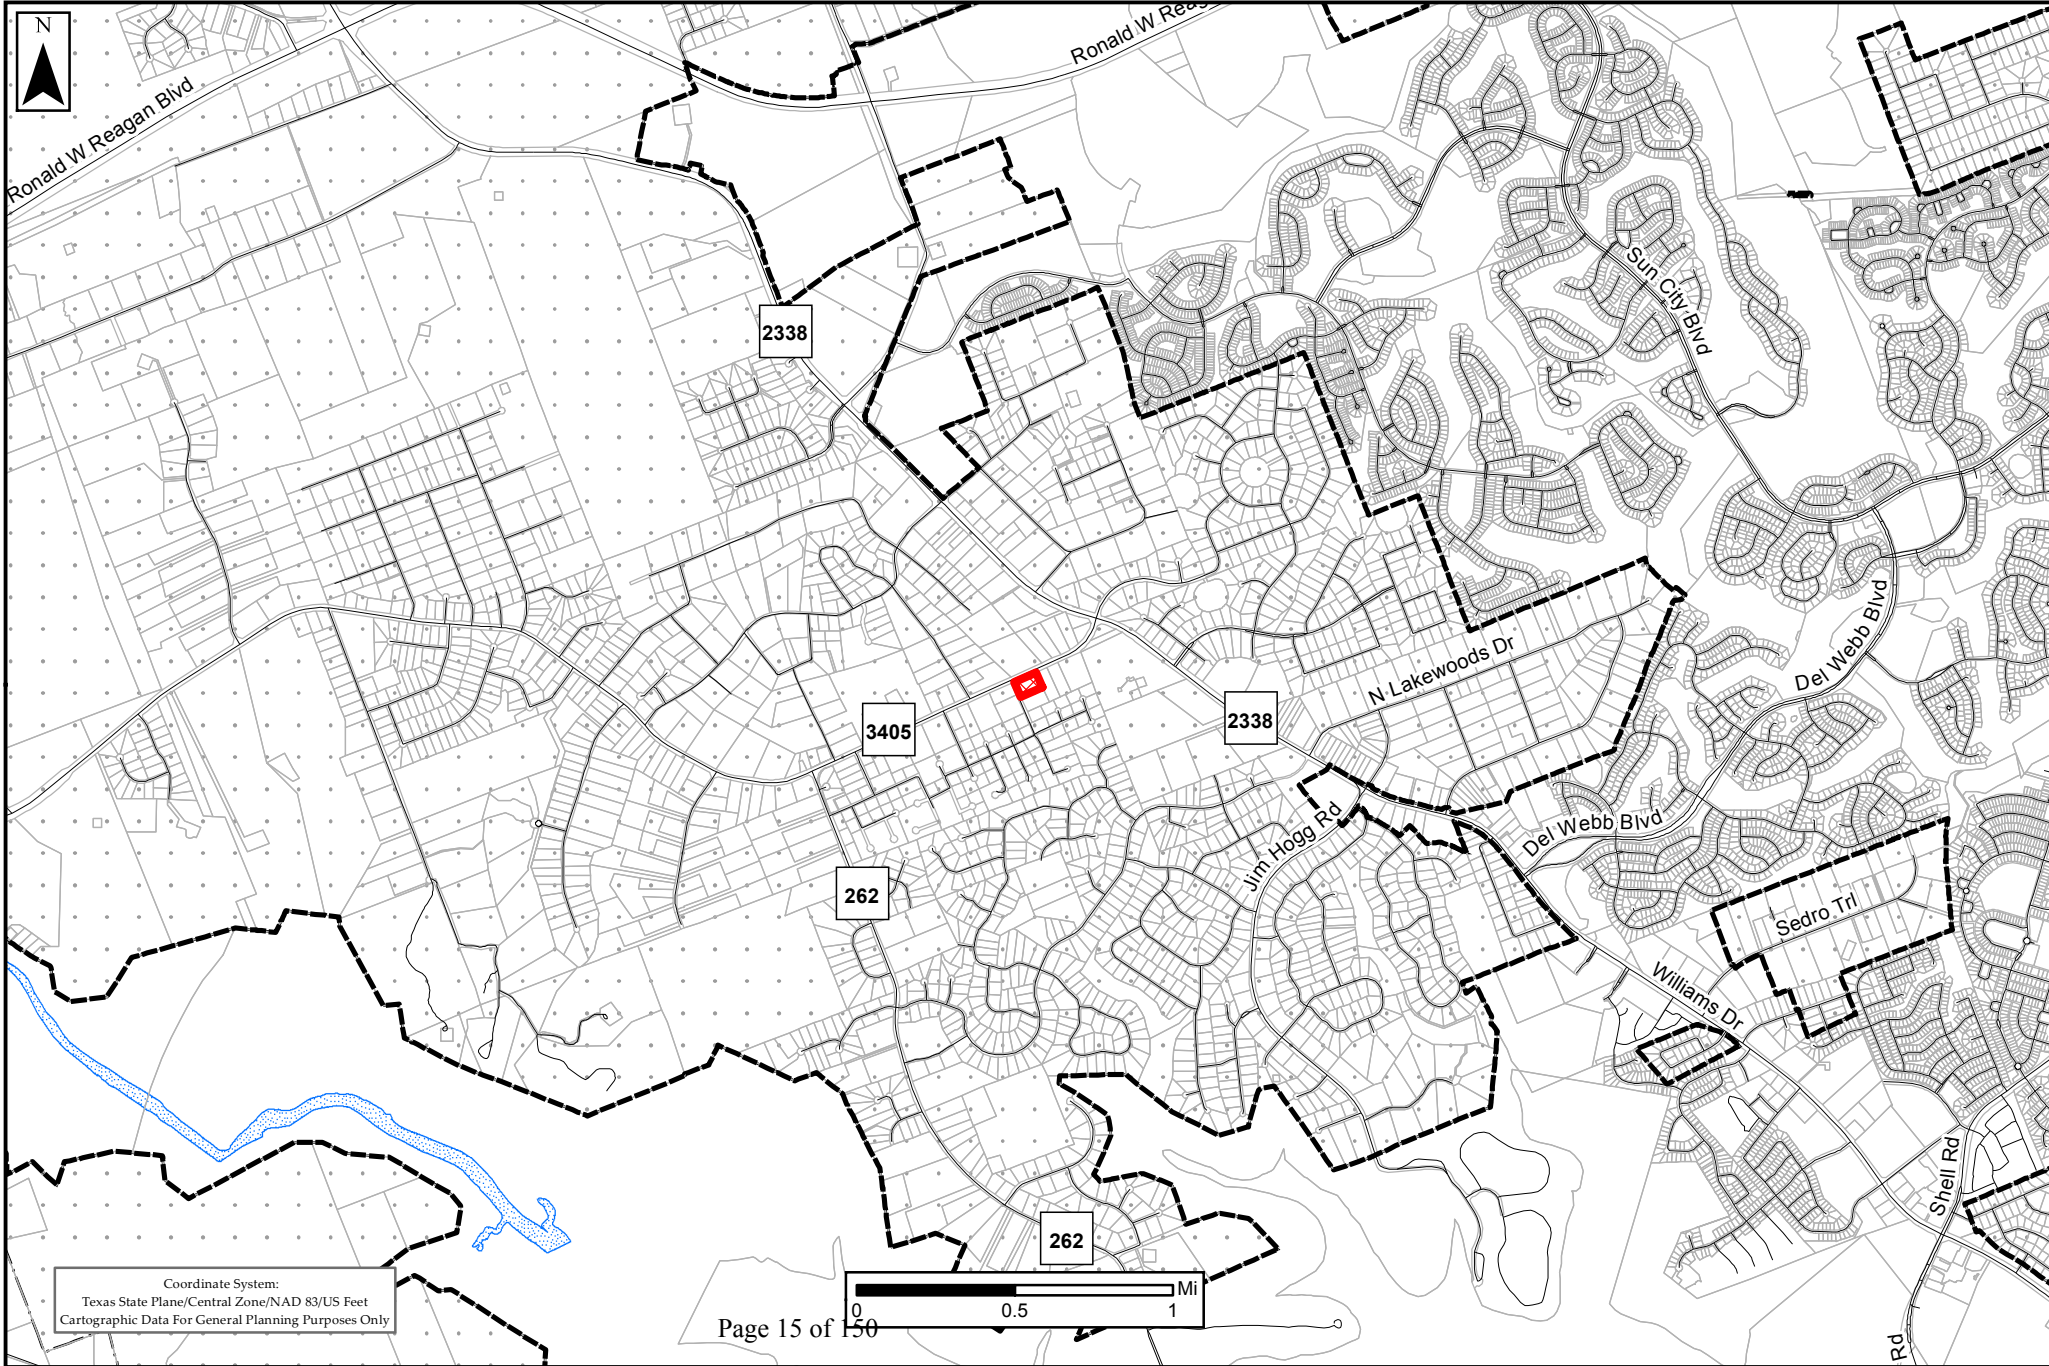 N
Ronald W Reagan Blvd
Ronald W Rea
2338
Sun City Blvd
N Lakewoods Dr
Del Webb Blvd
3405
2338
Jim Hogg Rd
Del Webb Blvd
262
Sedro Trl
Williams Dr
Shell Rd
262
Rd
Coordinate System:
Texas State Plane/Central Zone/NAD 83/US Feet
Cartographic Data For General Planning Purposes Only
0 0.5 1 Mi
Page 15 of 150